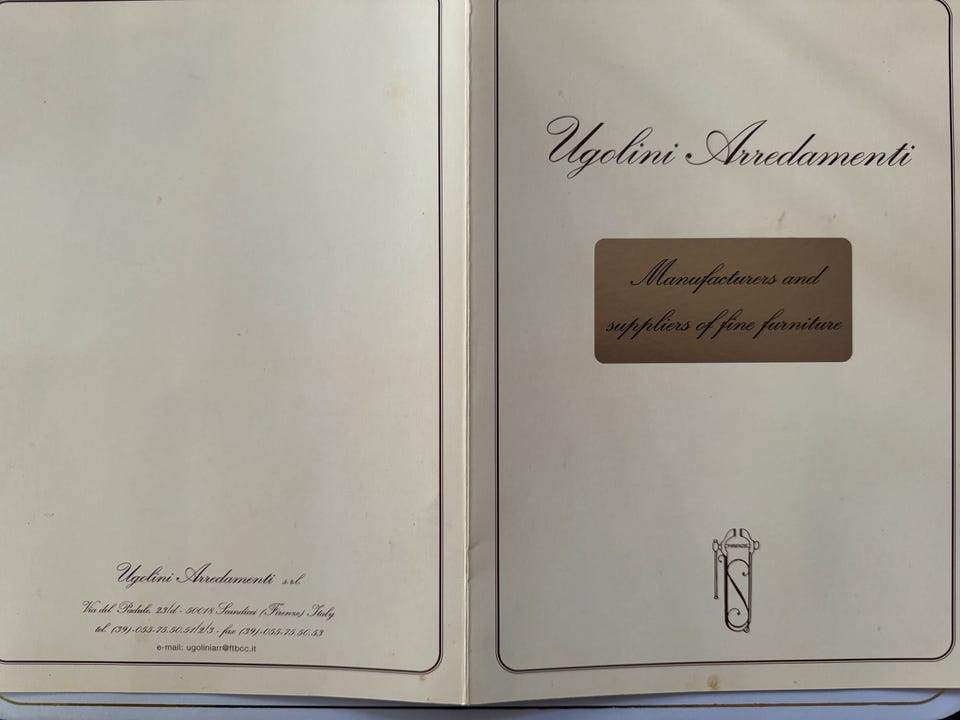 Ugolini Arredamenti s.r.l.
Via del Padule, 23/d - 50018 Scandicci (Firenze) Italy
tel. (39)-055-75.50.51/2/3 - fax (39)-055-75.50.53
e-mail: ugoliniarr@ftbcc.it
Ugolini Arredamenti
Manufacturers and
suppliers of fine furniture
FIRENZE